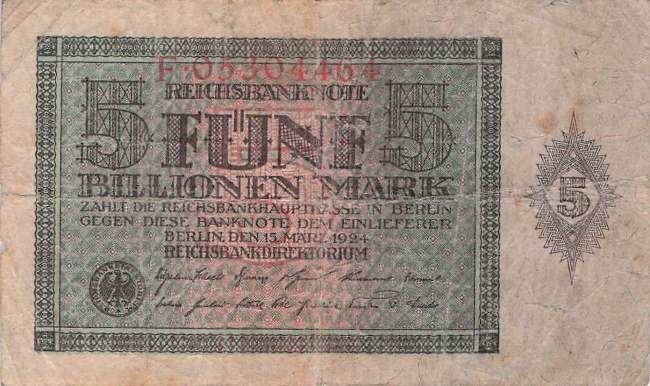 F·05304464
REICHSBANKNOTE
5 FÜNF 5
BILLIONEN MARK
ZAHLT DIE REICHSBANKHAUPTKASSE IN BERLIN
GEGEN DIESE BANKNOTE DEM EINLIEFERER
BERLIN, DEN 15. MÄRZ 1924
REICHSBANKDIREKTORIUM
5